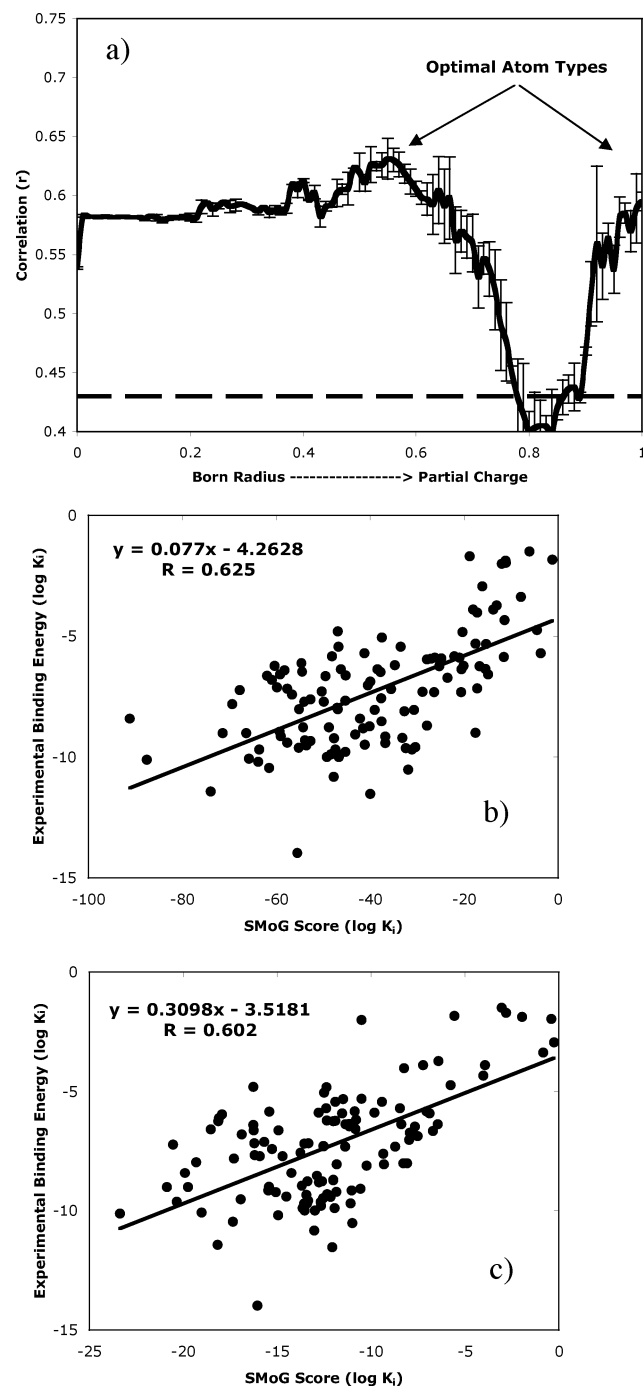 a)
Optimal Atom Types
Correlation (r)
0.75
0.7
0.65
0.6
0.55
0.5
0.45
0.4
0 0.2 0.4 0.6 0.8 1
Born Radius -----------------> Partial Charge
y = 0.077x - 4.2628
R = 0.625
b)
Experimental Binding Energy (log Ki)
0
-5
-10
-15
-100 -80 -60 -40 -20 0
SMoG Score (log Ki)
y = 0.3098x - 3.5181
R = 0.602
c)
Experimental Binding Energy (log Ki)
0
-5
-10
-15
-25 -20 -15 -10 -5 0
SMoG Score (log Ki)